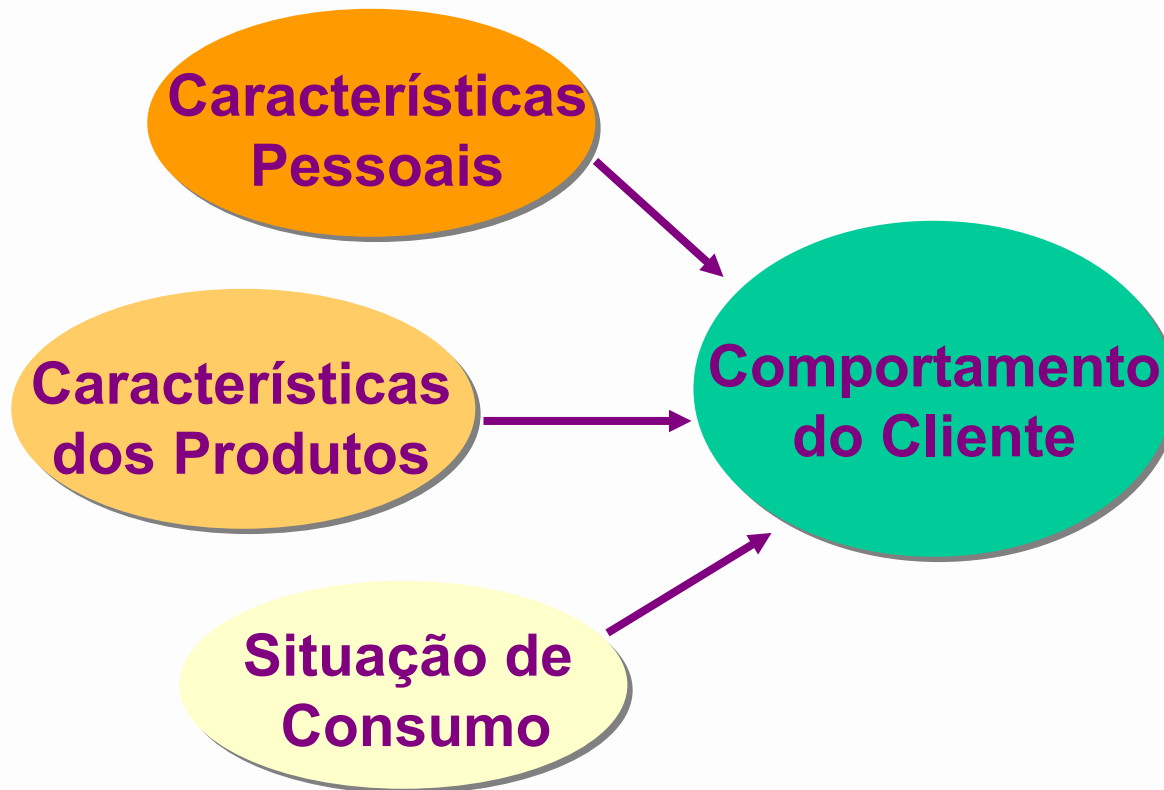 Características
Pessoais
Características
dos Produtos
Comportamento
do Cliente
Situação de
Consumo